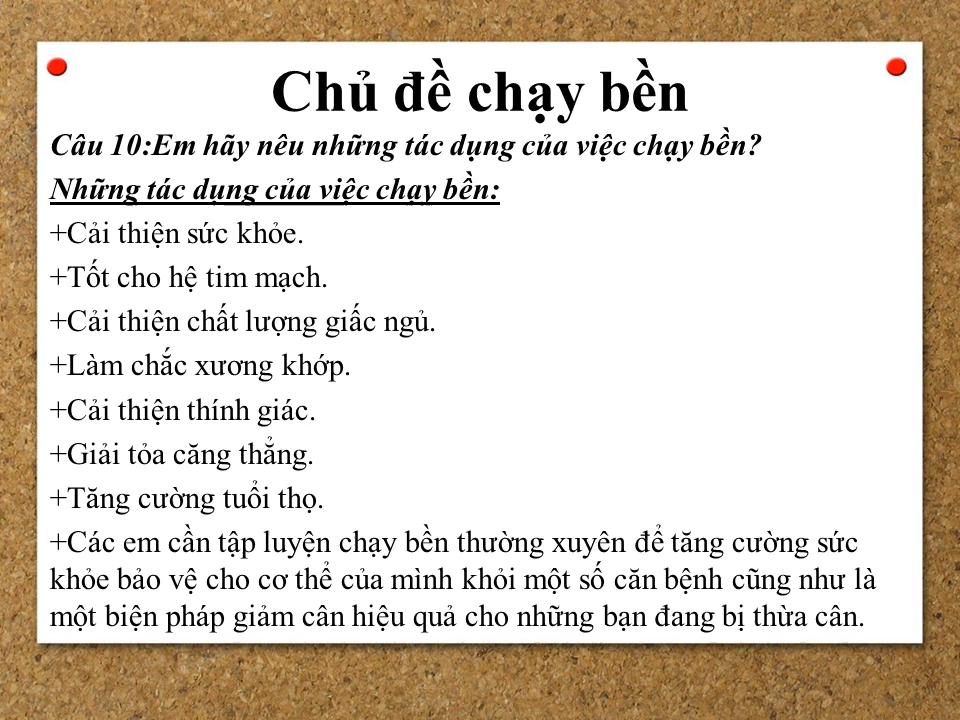 Chủ đề chạy bền
Câu 10:Em hãy nêu những tác dụng của việc chạy bền?
Những tác dụng của việc chạy bền:
+Cải thiện sức khỏe.
+Tốt cho hệ tim mạch.
+Cải thiện chất lượng giấc ngủ.
+Làm chắc xương khớp.
+Cải thiện thính giác.
+Giải tỏa căng thẳng.
+Tăng cường tuổi thọ.
+Các em cần tập luyện chạy bền thường xuyên để tăng cường sức
khỏe bảo vệ cho cơ thể của mình khỏi một số căn bệnh cũng như là
một biện pháp giảm cân hiệu quả cho những bạn đang bị thừa cân.